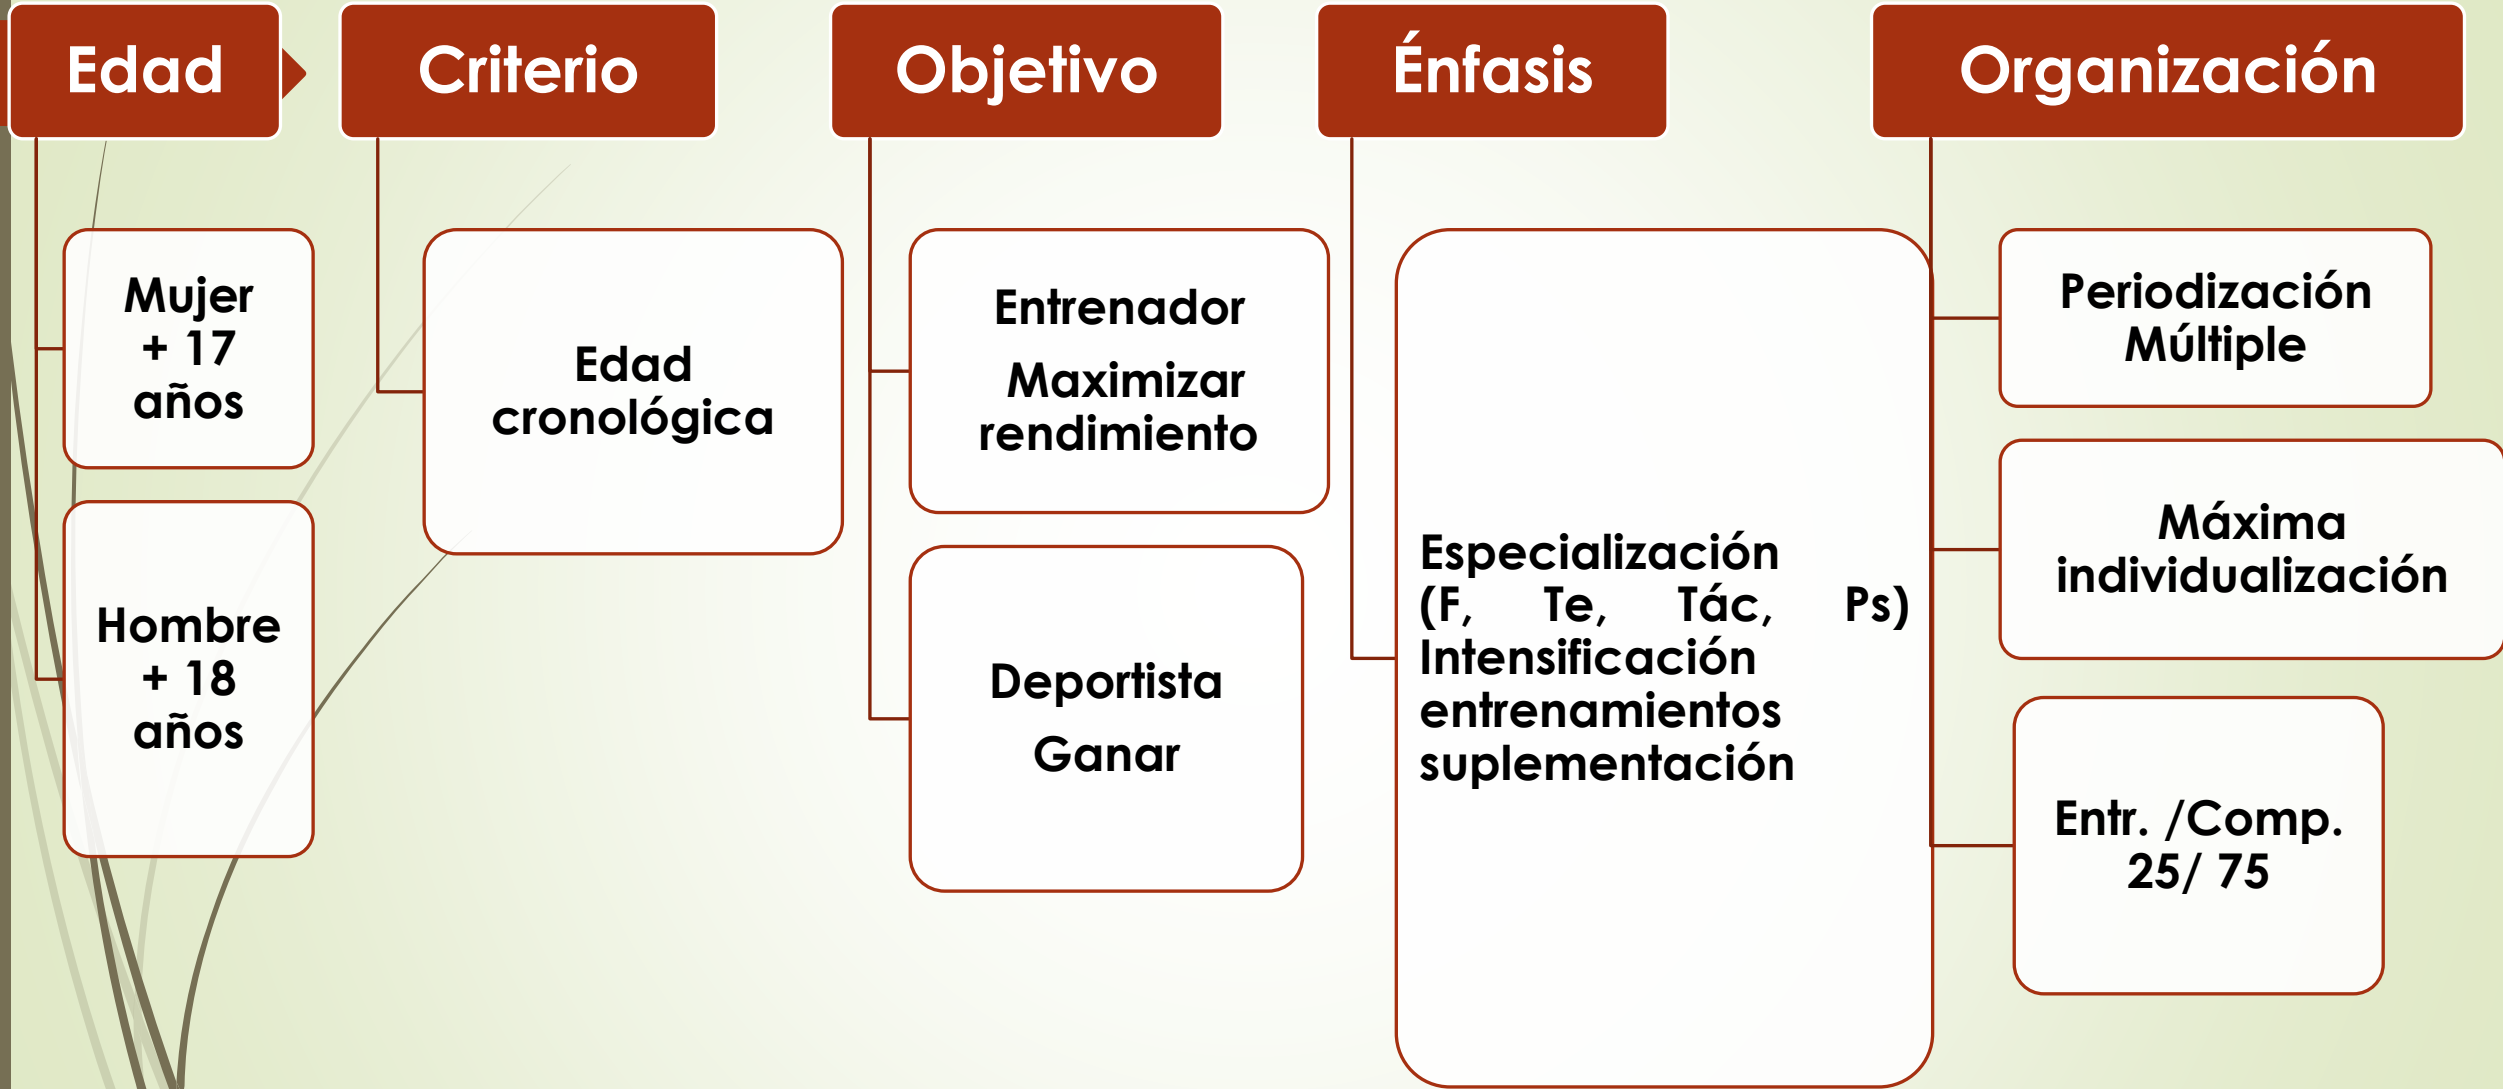 Edad
Mujer
+ 17
años
Hombre
+ 18
años
Criterio
Edad
cronológica
Objetivo
Entrenador
Maximizar
rendimiento
Deportista
Ganar
Énfasis
Especialización
(F, Te, Tác, Ps)
Intensificación
entrenamientos
suplementación
Organización
Periodización
Múltiple
Máxima
individualización
Entr. /Comp.
25/ 75